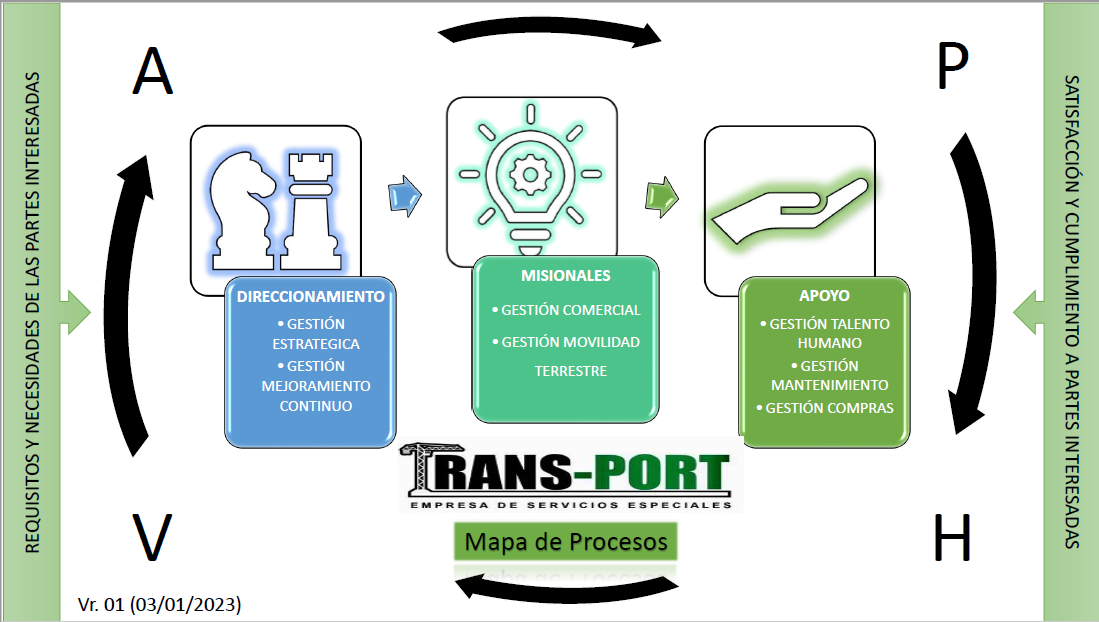 REQUISITOS Y NECESIDADES DE LAS PARTES INTERESADAS
A
P
DIRECCIONAMIENTO
• GESTIÓN
ESTRATEGICA
• GESTIÓN
MEJORAMIENTO
CONTINUO
MISIONALES
• GESTIÓN COMERCIAL
• GESTIÓN MOVILIDAD
TERRESTRE
APOYO
• GESTIÓN TALENTO
HUMANO
• GESTIÓN
MANTENIMIENTO
• GESTIÓN COMPRAS
TRANS-PORT
EMPRESA DE SERVICIOS ESPECIALES
Mapa de Procesos
V
H
Vr. 01 (03/01/2023)
SATISFACCIÓN Y CUMPLIMIENTO A PARTES INTERESADAS